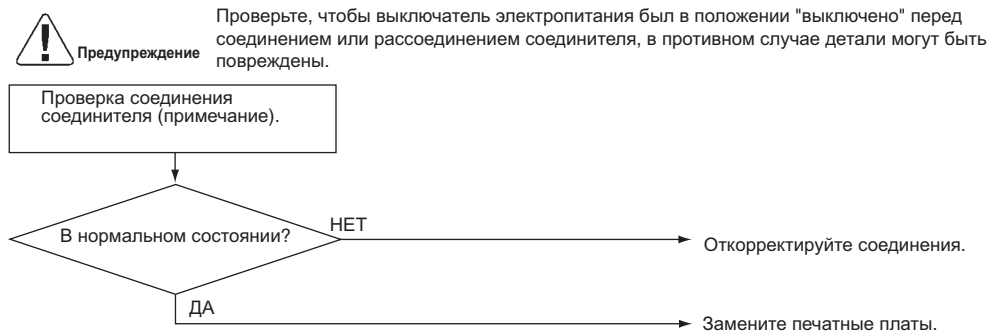 Предупреждение
Проверьте, чтобы выключатель электропитания был в положении "выключено" перед
соединением или рассоединением соединителя, в противном случае детали могут быть
повреждены.
Проверка соединения
соединителя (примечание).
В нормальном состоянии?
НЕТ
Откорректируйте соединения.
ДА
Замените печатные платы.